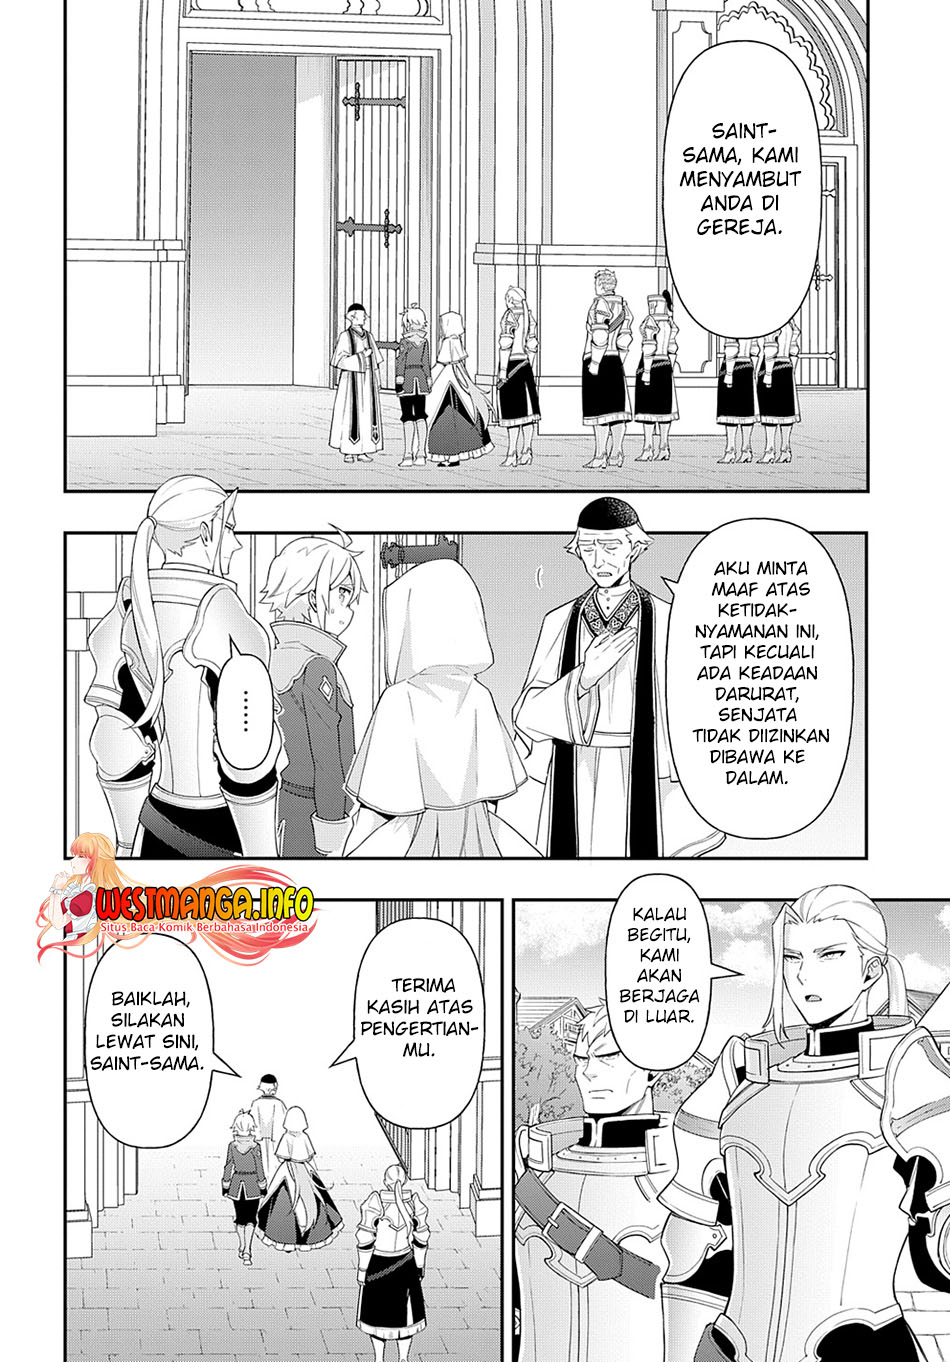 SAINT-
SAMA, KAMI
MENYAMBUT
ANDA DI
GEREJA.
AKU MINTA
MAAF ATAS
KETIDAK-
NYAMANAN INI,
TAPI KECUALI
ADA KEADAAN
DARURAT,
SENJATA
TIDAK DIIZINKAN
DIBAWA KE
DALAM.
......
KALAU
BEGITU,
KAMI
AKAN
BERJAGA
DI LUAR.
TERIMA
KASIH ATAS
PENGERTIAN-
MU.
BAIKLAH,
SILAKAN
LEWAT SINI,
SAINT-SAMA.
WESTMANGA.INFO
Situs Baca Komik Berbahasa Indonesia